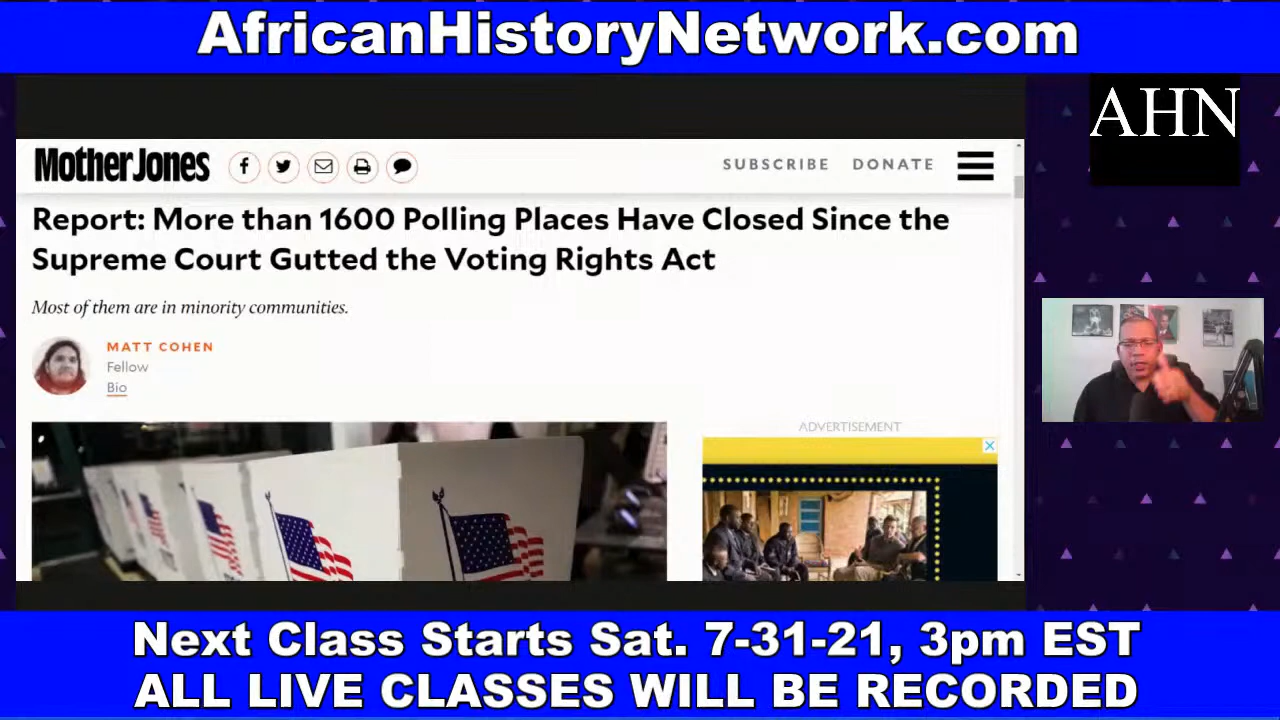 AfricanHistoryNetwork.com
AHN
Mother Jones
SUBSCRIBE DONATE
Report: More than 1600 Polling Places Have Closed Since the
Supreme Court Gutted the Voting Rights Act
Most of them are in minority communities.
MATT COHEN
Fellow
Bio
ADVERTISEMENT
Next Class Starts Sat. 7-31-21, 3pm EST
ALL LIVE CLASSES WILL BE RECORDED